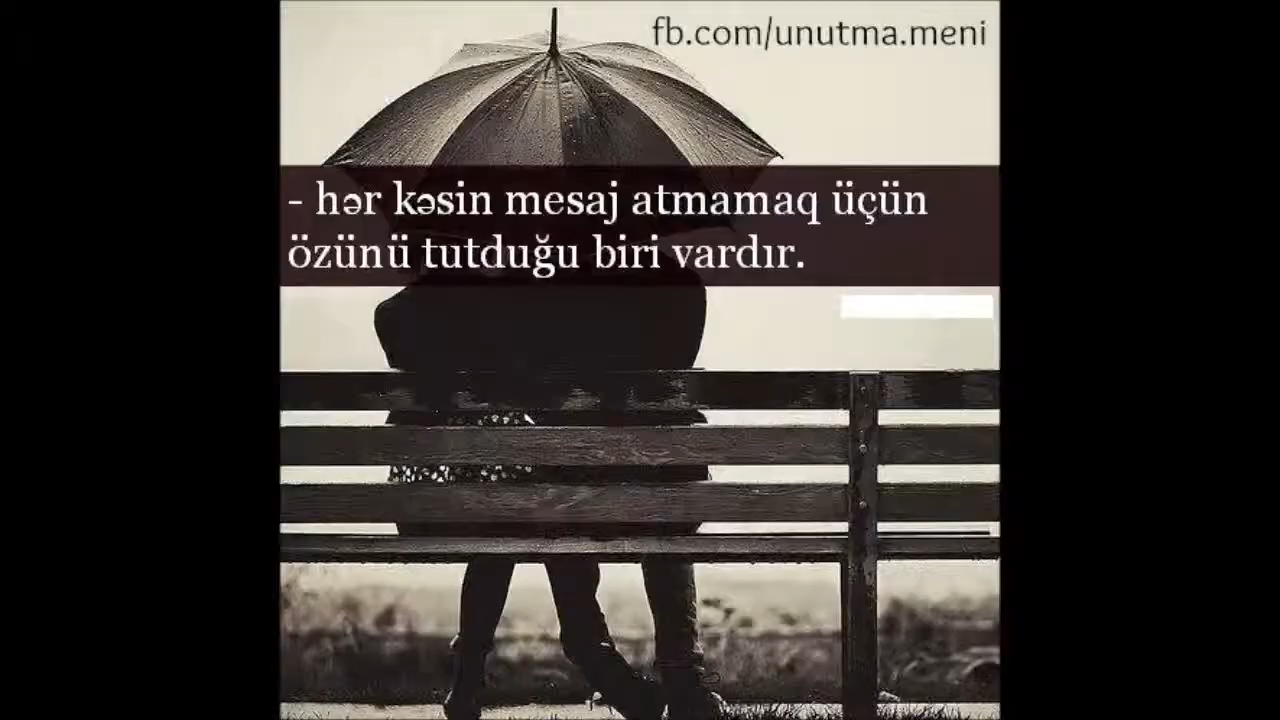 fb.com/unutma.meni
- hər kəsin mesaj atmamaq üçün
özünü tutduğu biri vardır.